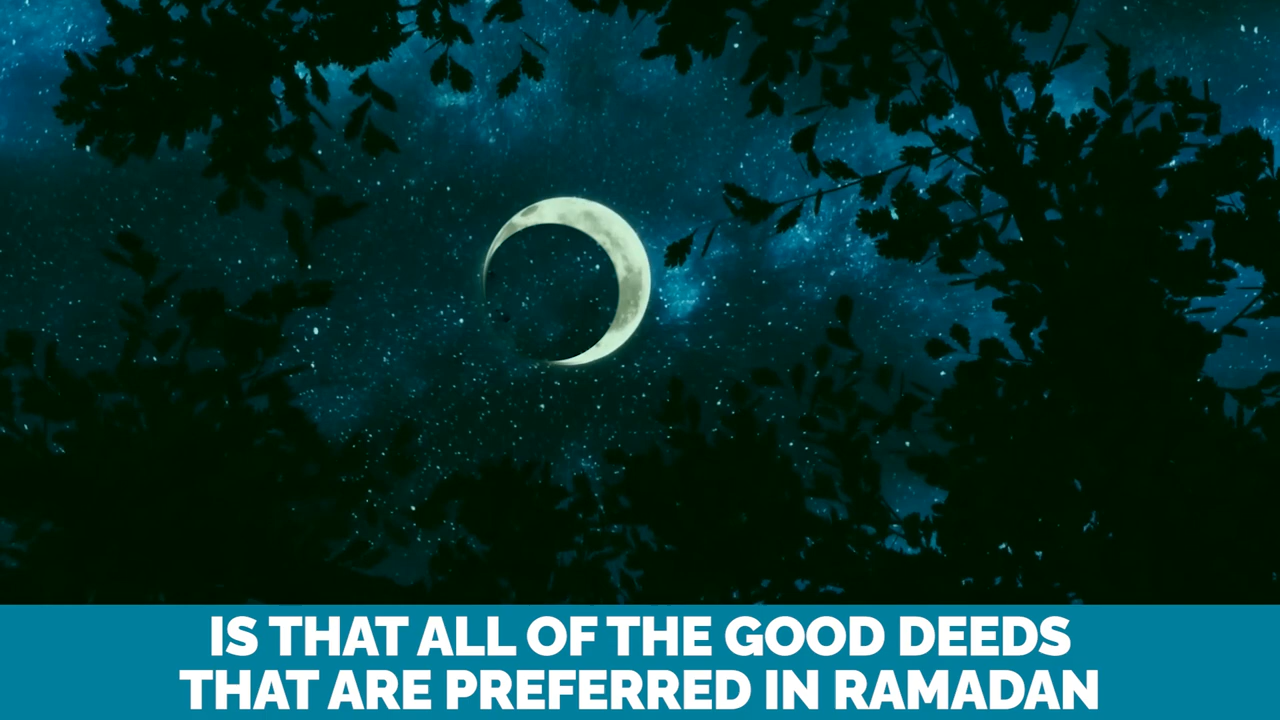 IS THAT ALL OF THE GOOD DEEDS
THAT ARE PREFERRED IN RAMADAN